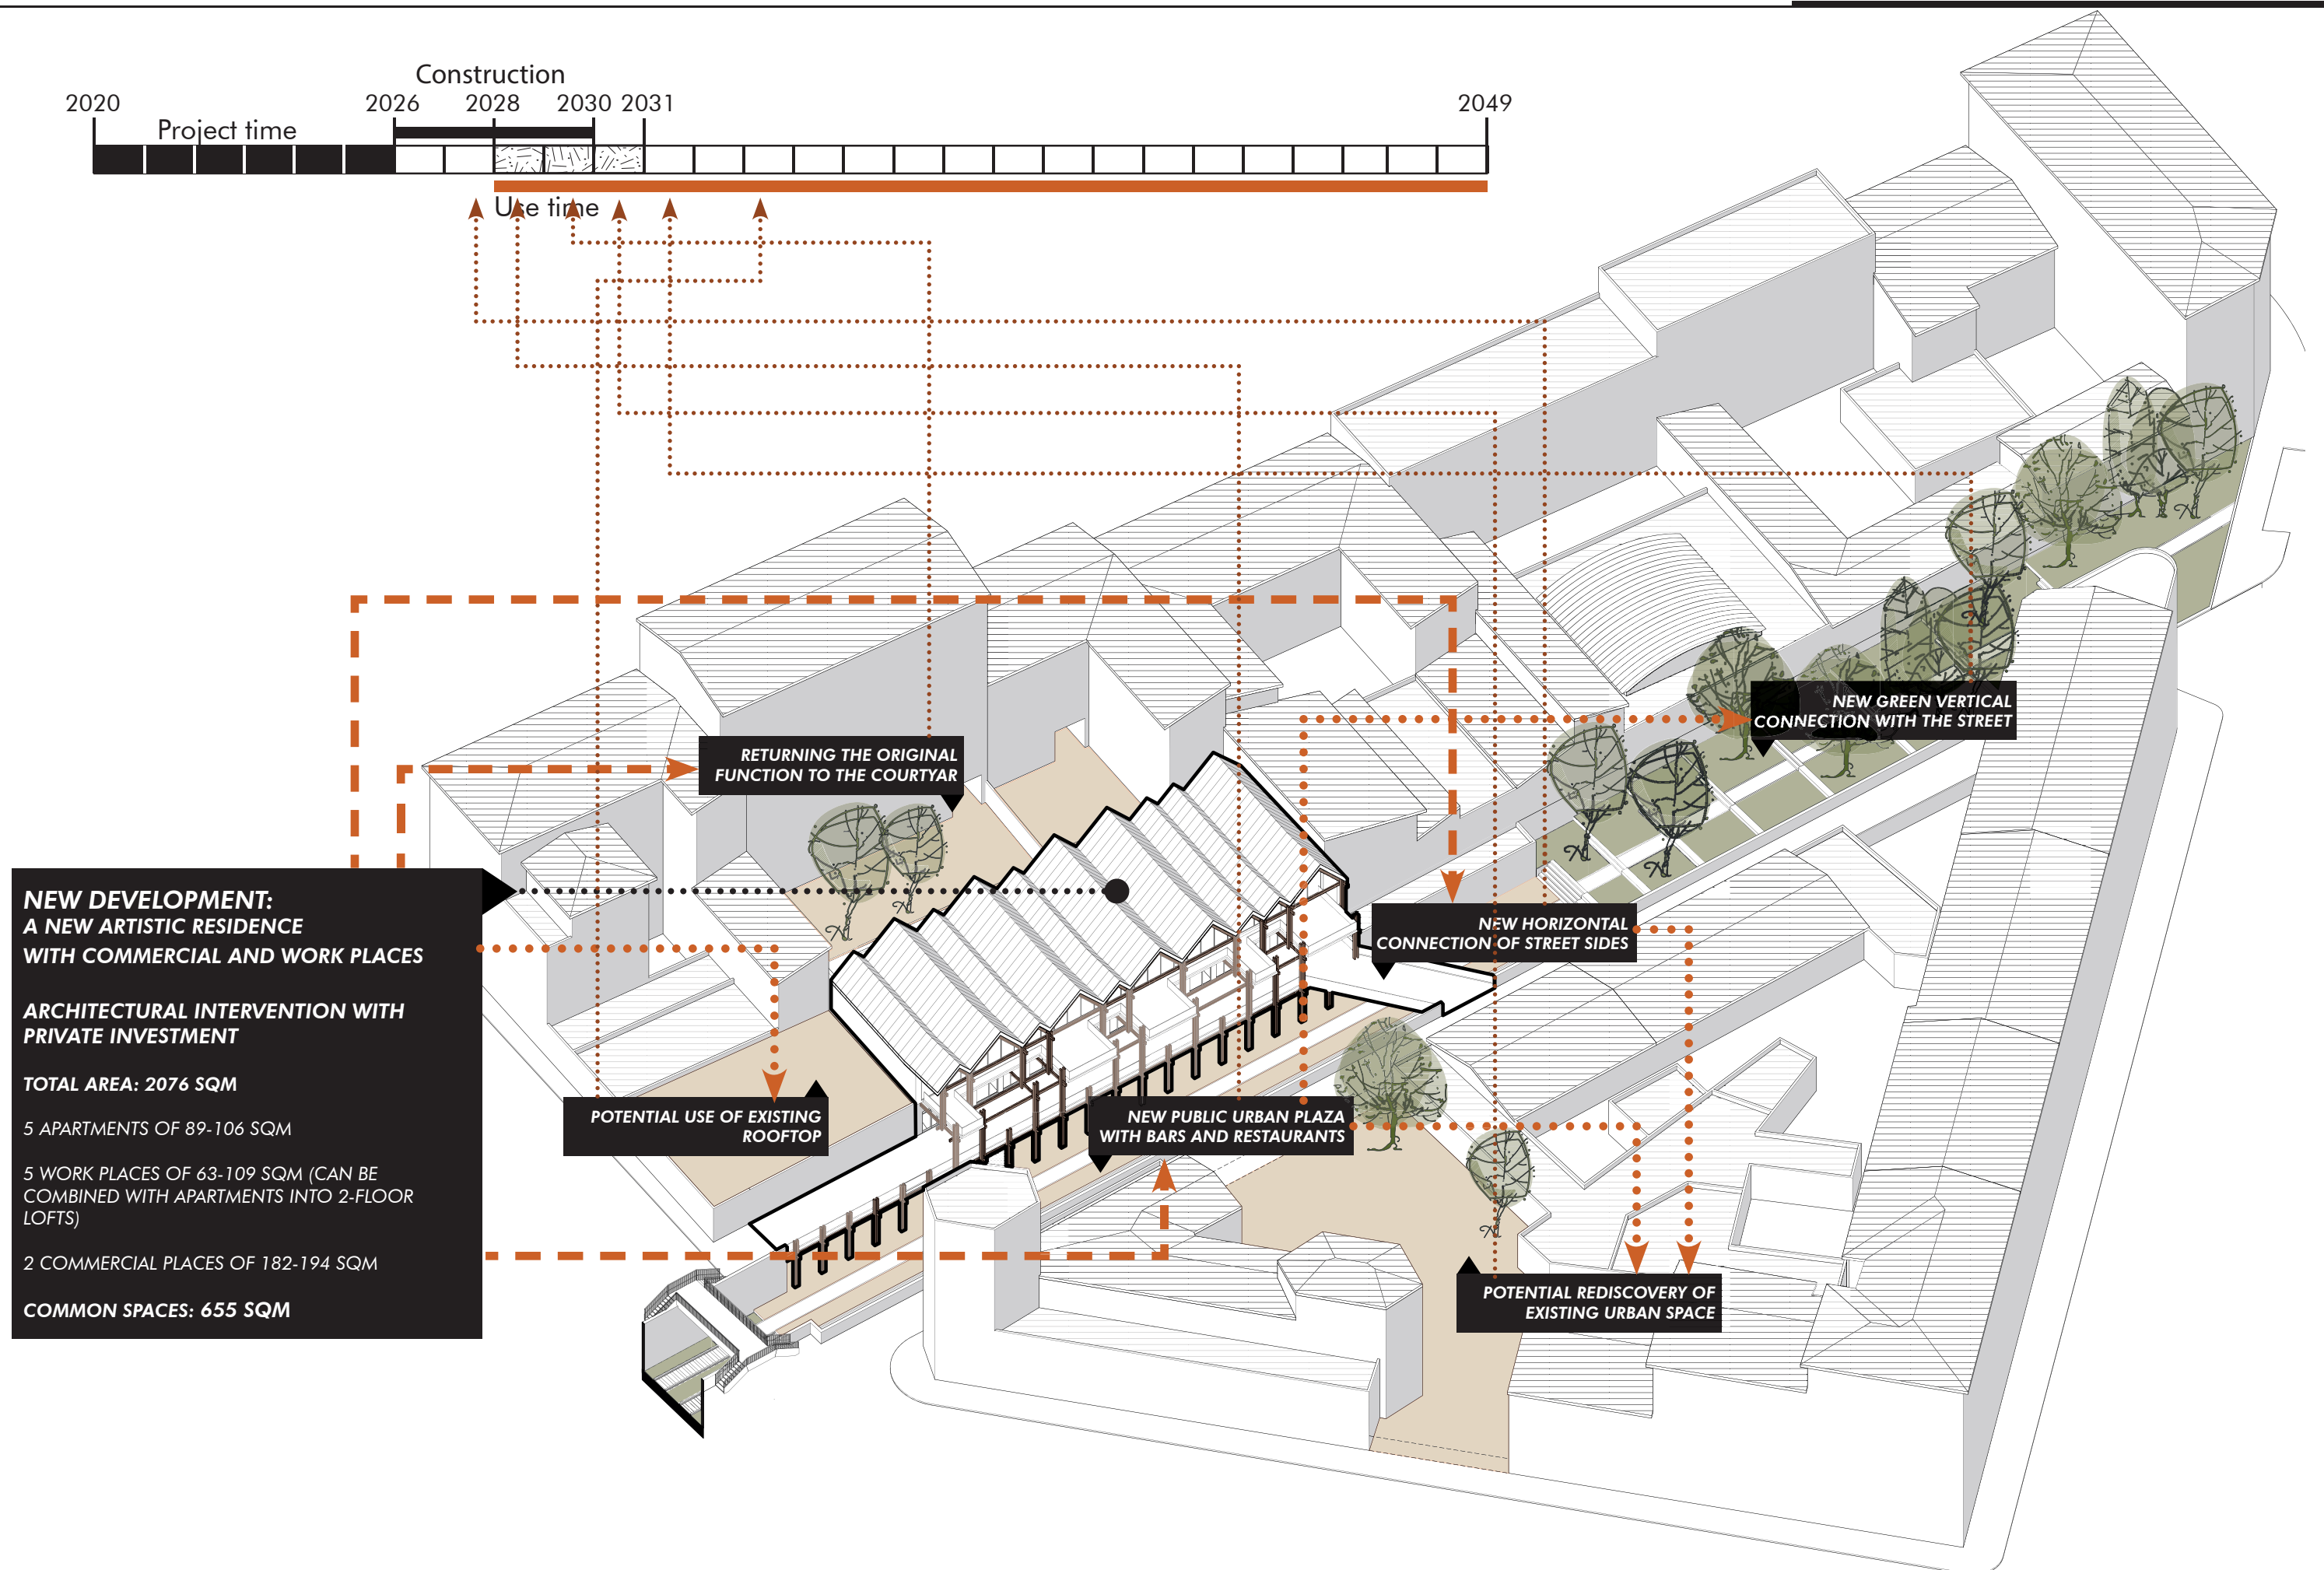 Construction
2020
2026
2028
2030
2031
2049
Project time
Use time
NEW GREEN VERTICAL
CONNECTION WITH THE STREET
RETURNING THE ORIGINAL
FUNCTION TO THE COURTYAR
NEW DEVELOPMENT:
A NEW ARTISTIC RESIDENCE
WITH COMMERCIAL AND WORK PLACES
ARCHITECTURAL INTERVENTION WITH
PRIVATE INVESTMENT
TOTAL AREA: 2076 SQM
5 APARTMENTS OF 89-106 SQM
5 WORK PLACES OF 63-109 SQM (CAN BE
COMBINED WITH APARTMENTS INTO 2-FLOOR
LOFTS)
2 COMMERCIAL PLACES OF 182-194 SQM
COMMON SPACES: 655 SQM
NEW HORIZONTAL
CONNECTION OF STREET SIDES
POTENTIAL USE OF EXISTING
ROOFTOP
NEW PUBLIC URBAN PLAZA
WITH BARS AND RESTAURANTS
POTENTIAL REDISCOVERY OF
EXISTING URBAN SPACE